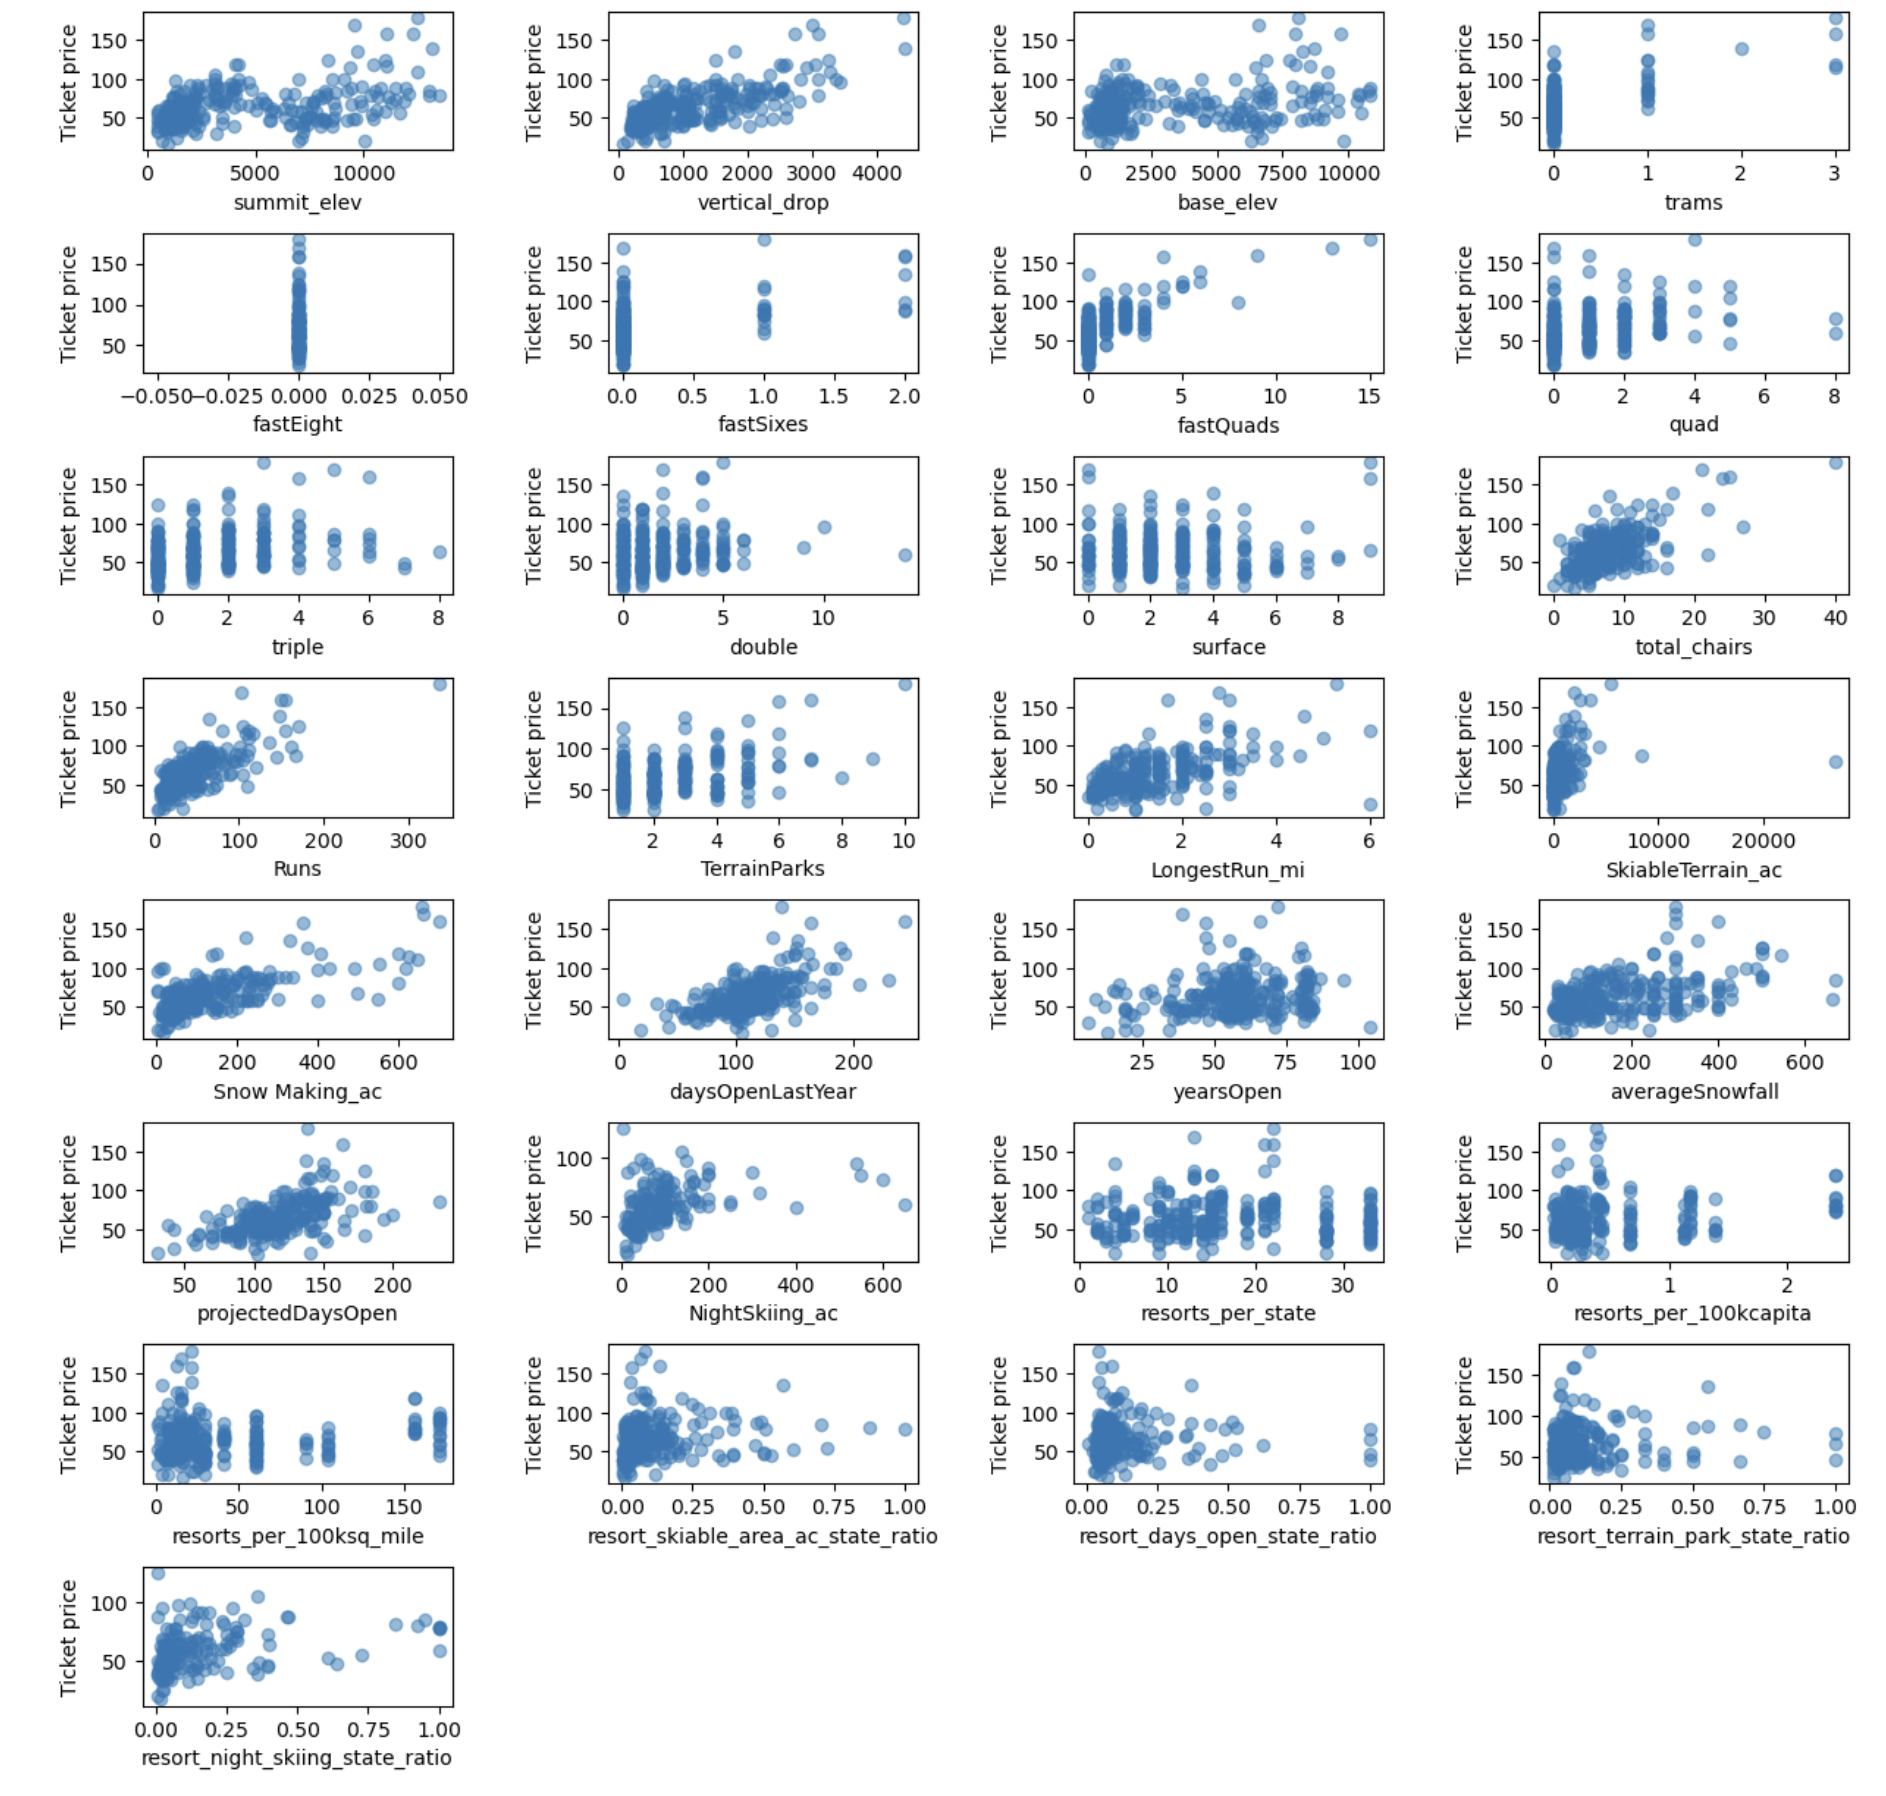 Ticket price 50 100 150 0 5000 10000 summit_elev
Ticket price 50 100 150 0 1000 2000 3000 4000 vertical_drop
Ticket price 50 100 150 0 2500 5000 7500 10000 base_elev
Ticket price 50 100 150 0 1 2 3 trams
Ticket price 50 100 150 −0.050 −0.025 0.000 0.025 0.050 fastEight
Ticket price 50 100 150 0.0 0.5 1.0 1.5 2.0 fastSixes
Ticket price 50 100 150 0 5 10 15 fastQuads
Ticket price 50 100 150 0 2 4 6 8 quad
Ticket price 50 100 150 0 2 4 6 8 triple
Ticket price 50 100 150 0 5 10 double
Ticket price 50 100 150 0 2 4 6 8 surface
Ticket price 50 100 150 0 10 20 30 40 total_chairs
Ticket price 50 100 150 0 100 200 300 Runs
Ticket price 50 100 150 2 4 6 8 10 TerrainParks
Ticket price 50 100 150 0 2 4 6 LongestRun_mi
Ticket price 50 100 150 0 10000 20000 SkiableTerrain_ac
Ticket price 50 100 150 0 200 400 600 Snow Making_ac
Ticket price 50 100 150 0 100 200 daysOpenLastYear
Ticket price 50 100 150 25 50 75 100 yearsOpen
Ticket price 50 100 150 0 200 400 600 averageSnowfall
Ticket price 50 100 150 50 100 150 200 projectedDaysOpen
Ticket price 50 100 0 200 400 600 NightSkiing_ac
Ticket price 50 100 150 0 10 20 30 resorts_per_state
Ticket price 50 100 150 0 1 2 resorts_per_100kcapita
Ticket price 50 100 150 0 50 100 150 resorts_per_100ksq_mile
Ticket price 50 100 150 0.00 0.25 0.50 0.75 1.00 resort_skiable_area_ac_state_ratio
Ticket price 50 100 150 0.00 0.25 0.50 0.75 1.00 resort_days_open_state_ratio
Ticket price 50 100 150 0.00 0.25 0.50 0.75 1.00 resort_terrain_park_state_ratio
Ticket price 50 100 0.00 0.25 0.50 0.75 1.00 resort_night_skiing_state_ratio